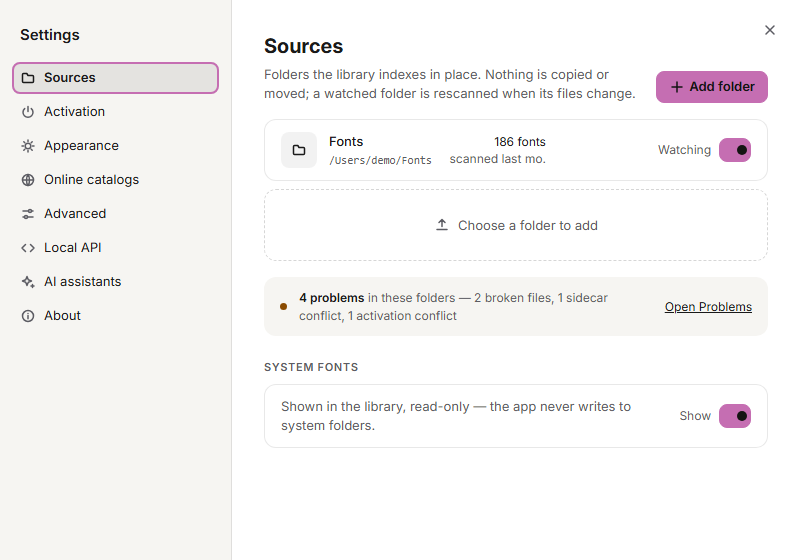 Settings
Sources
Activation
Appearance
Online catalogs
Advanced
Local API
AI assistants
About
Sources
Folders the library indexes in place. Nothing is copied or
moved; a watched folder is rescanned when its files change.
Add folder
Fonts
/Users/demo/Fonts
186 fonts
scanned last mo.
Watching
Choose a folder to add
4 problems in these folders — 2 broken files, 1 sidecar
conflict, 1 activation conflict
Open Problems
SYSTEM FONTS
Shown in the library, read-only — the app never writes to
system folders.
Show